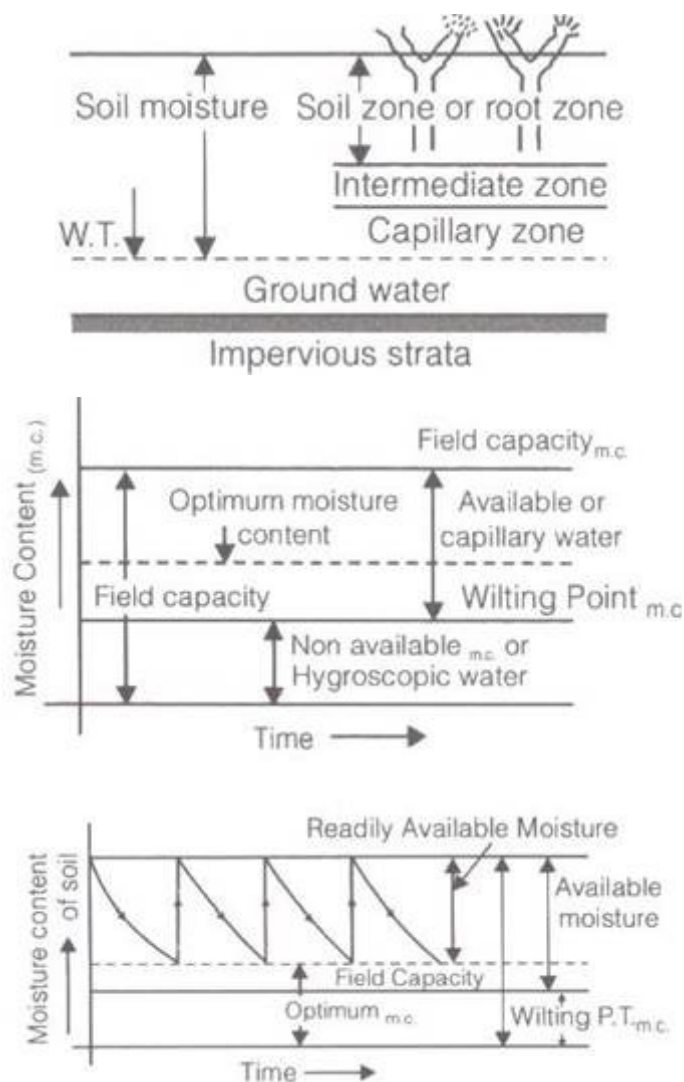 Soil moisture
Soil zone or root zone
Intermediate zone
W.T.
Capillary zone
Ground water
Impervious strata
Moisture Content (m.c.)
Field capacity m.c.
Optimum moisture
content
Available or
capillary water
Field capacity
Wilting Point m.c
Non available m.c. or
Hygroscopic water
Time
Readily Available Moisture
Moisture content
of soil
Available
moisture
Field Capacity
Optimum m.c.
Wilting P.T. m.c.
Time